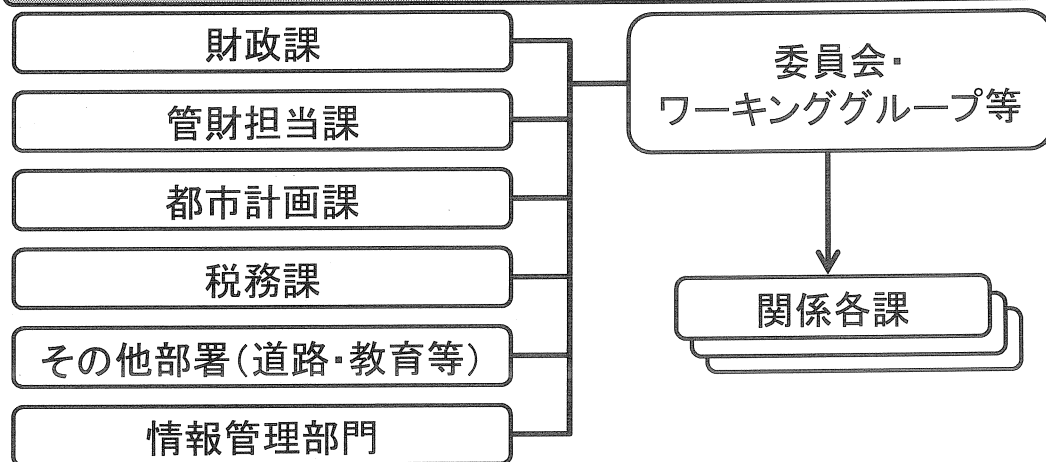 財政課
管財担当課
都市計画課
税務課
その他部署(道路・教育等)
情報管理部門
委員会・
ワーキンググループ等
関係各課